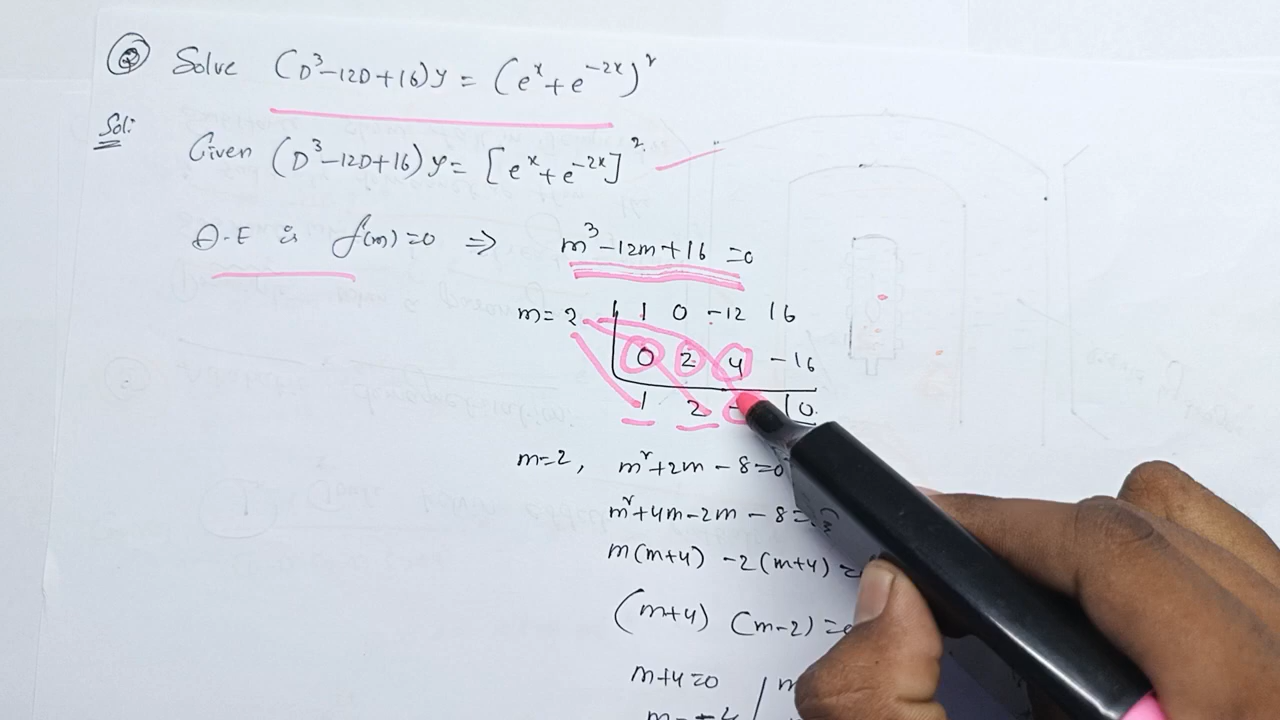 Q Solve (D³-12D+16)y = (eˣ+e⁻²ˣ)²
Sol:
Given (D³-12D+16)y = [eˣ+e⁻²ˣ]²
A.E is f(m)=0 ⇒ m³-12m+16=0
m=2 | 1 0 -12 16
0 2 4 -16
1 2 - | 0
m=2, m²+2m-8=0
m²+4m-2m-8=
m(m+4)-2(m+4)=
(m+4) (m-2)=0
m+4=0 | m
m=-4